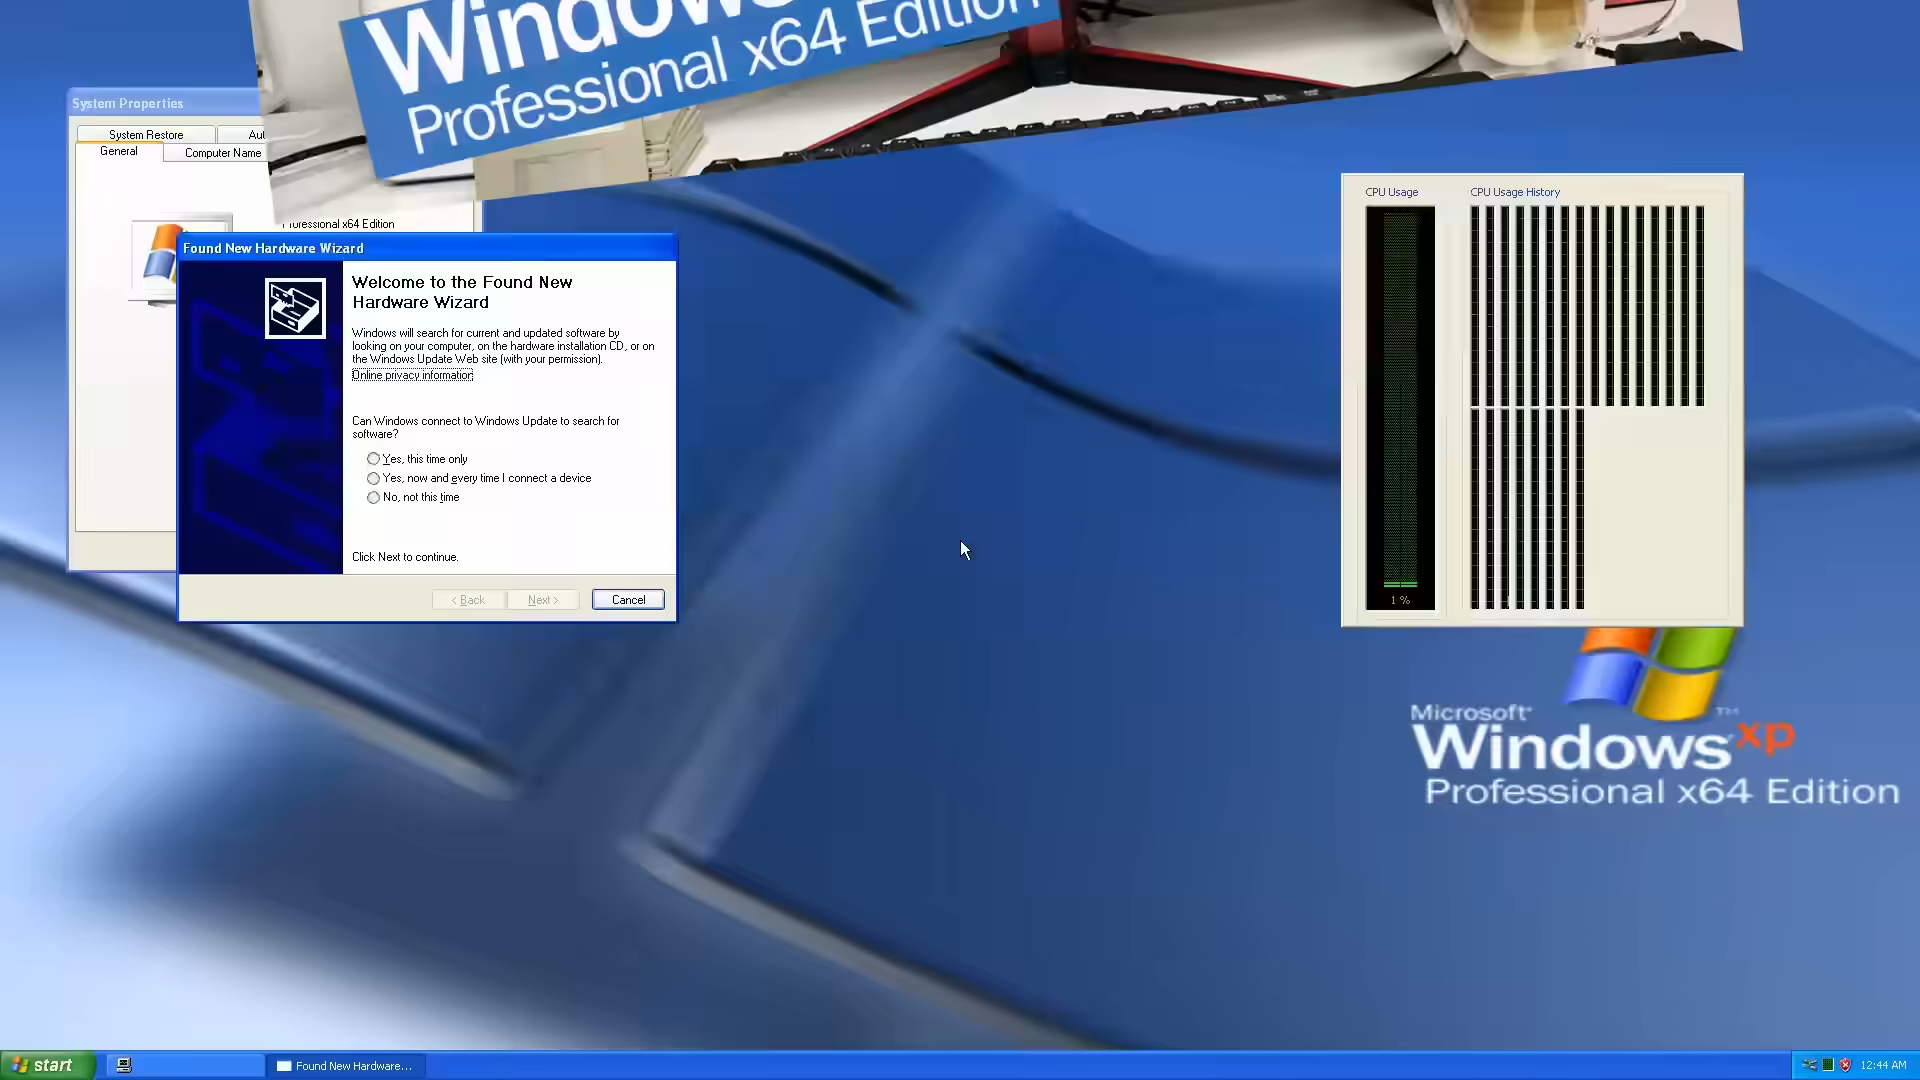 Windows
Professional x64 Edition
System Properties
System Restore
General
Computer Name
Professional x64 Edition
Found New Hardware Wizard
Welcome to the Found New
Hardware Wizard
Windows will search for current and updated software by
looking on your computer, on the hardware installation CD, or on
the Windows Update Web site (with your permission).
Online privacy information
Can Windows connect to Windows Update to search for
software?
Yes, this time only
Yes, now and every time I connect a device
No, not this time
Click Next to continue.
< Back
Next >
Cancel
CPU Usage
CPU Usage History
1 %
Microsoft®
Windows xp ™
Professional x64 Edition
start
Found New Hardware...
12:44 AM